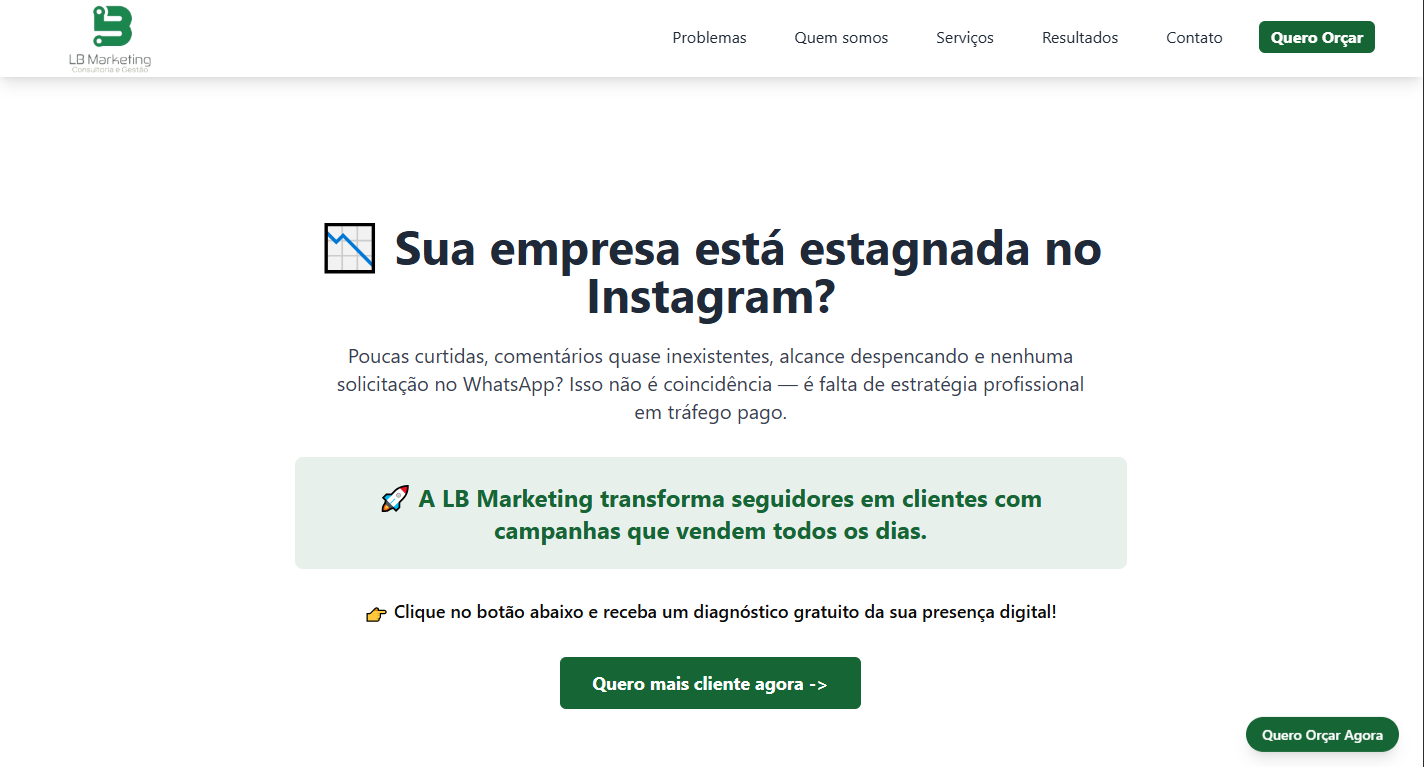 LB Marketing
Consultoria e Gestão
Problemas
Quem somos
Serviços
Resultados
Contato
Quero Orçar
Sua empresa está estagnada no
Instagram?
Poucas curtidas, comentários quase inexistentes, alcance despencando e nenhuma
solicitação no WhatsApp? Isso não é coincidência — é falta de estratégia profissional
em tráfego pago.
A LB Marketing transforma seguidores em clientes com
campanhas que vendem todos os dias.
Clique no botão abaixo e receba um diagnóstico gratuito da sua presença digital!
Quero mais cliente agora ->
Quero Orçar Agora